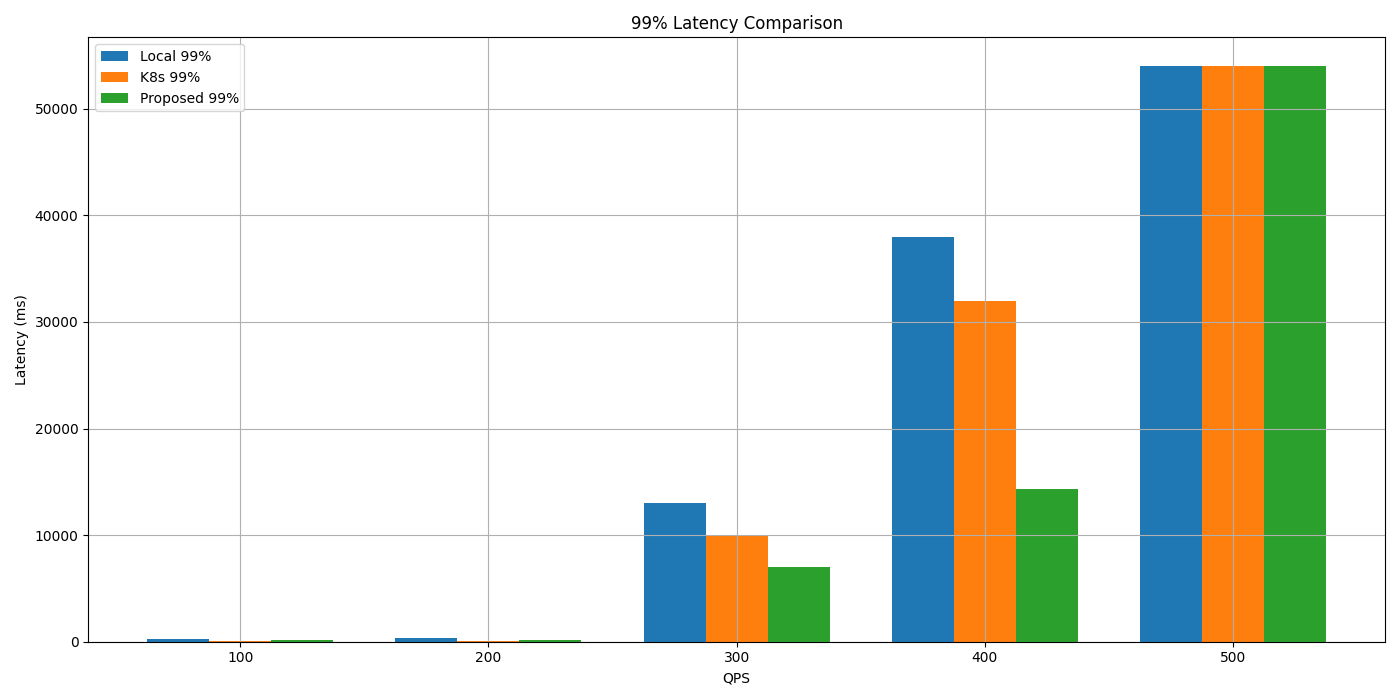 99% Latency Comparison
Local 99%
K8s 99%
Proposed 99%
Latency (ms)
50000
40000
30000
20000
10000
0
100 200 300 400 500
QPS